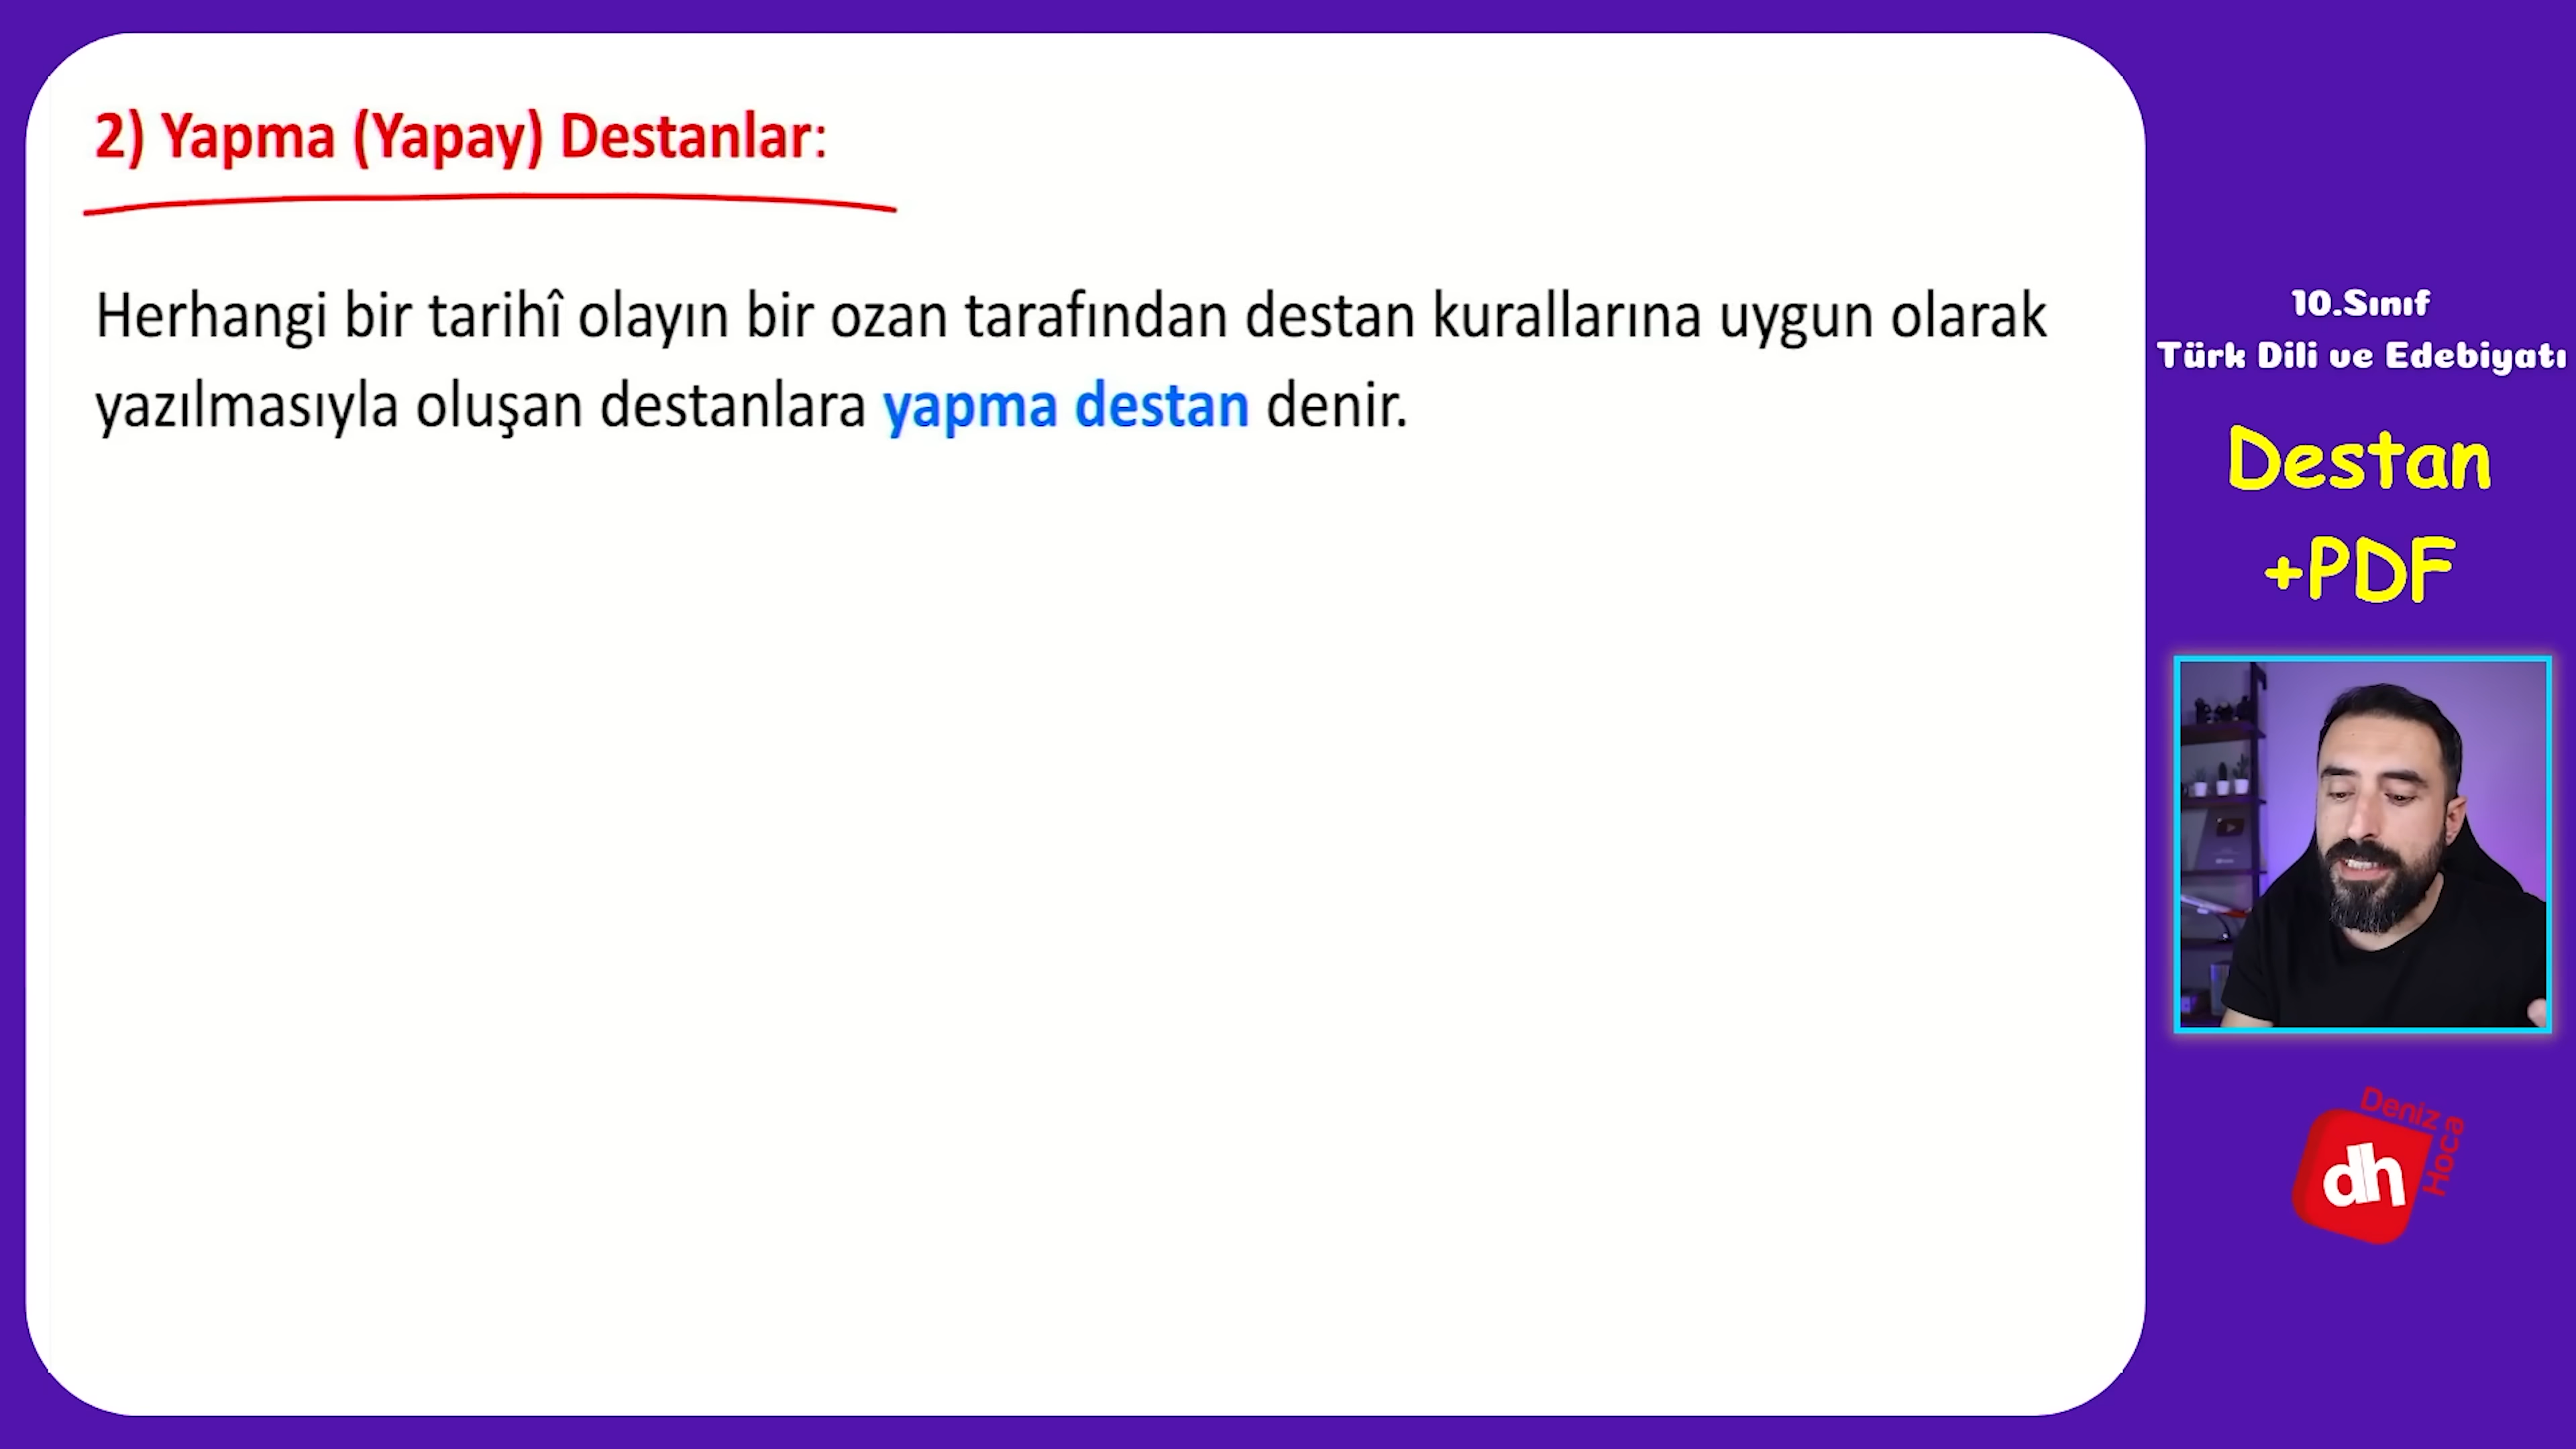 2) Yapma (Yapay) Destanlar:
Herhangi bir tarihî olayın bir ozan tarafından destan kurallarına uygun olarak
yazılmasıyla oluşan destanlara yapma destan denir.
10.Sınıf
Türk Dili ve Edebiyatı
Destan
+PDF
Deniz
Hoca
dh